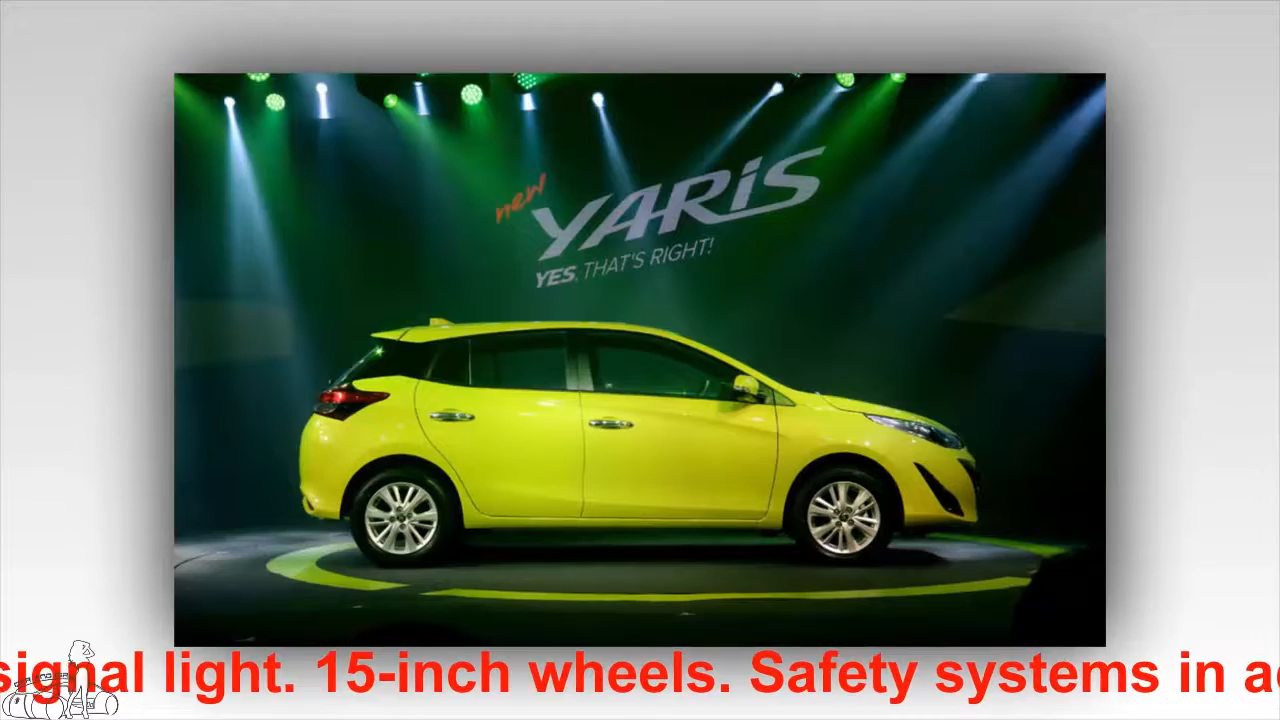 new
YARiS
YES, THAT'S RIGHT!
signal light. 15-inch wheels. Safety systems in